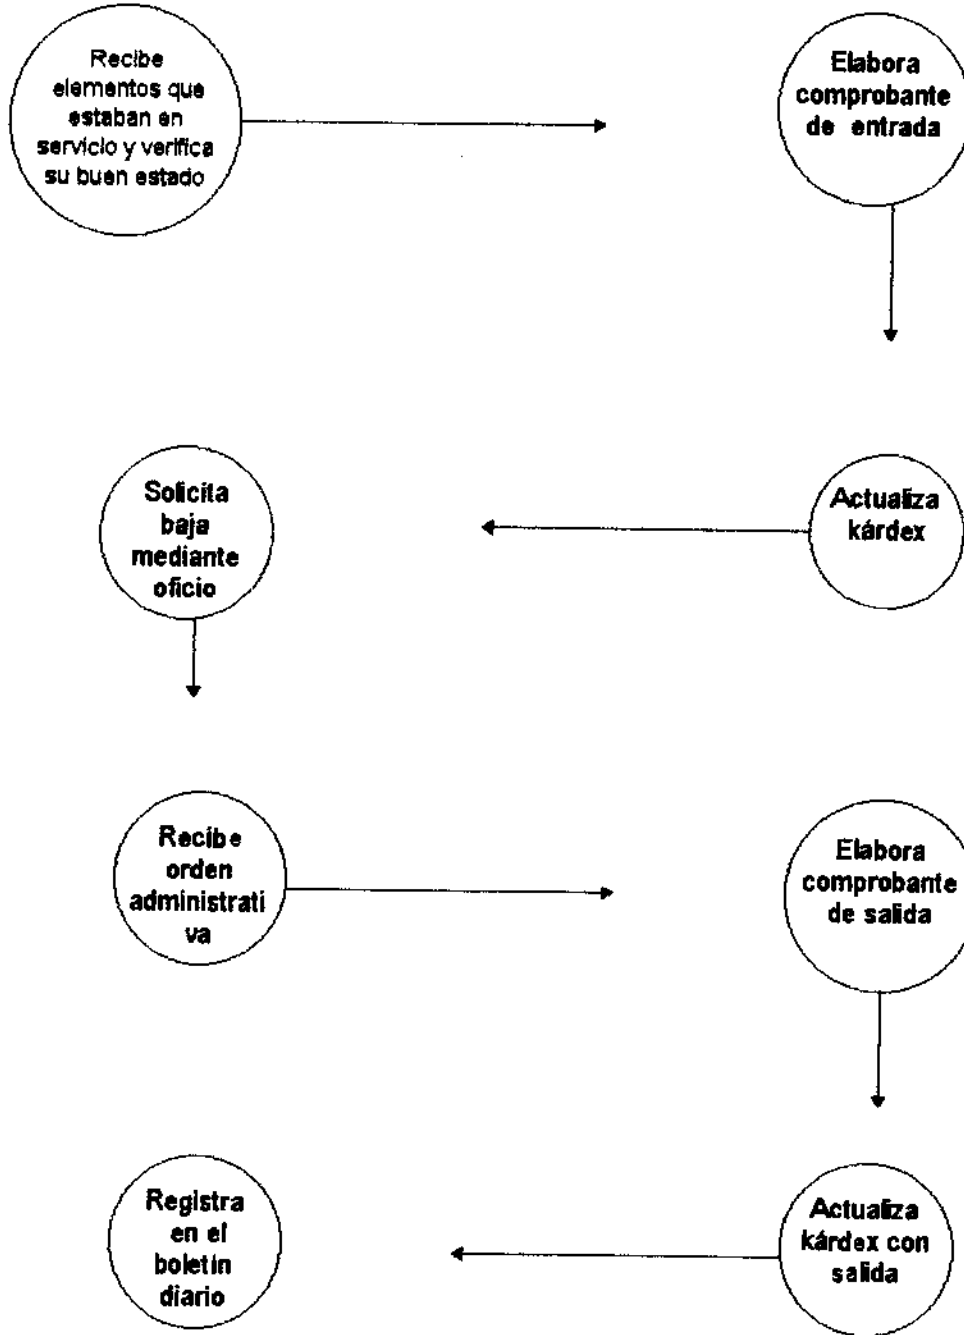 Recibe
elementos que
estaban en
servicio y verifica
su buen estado
Elabora
comprobante
de entrada
Actualiza
kárdex
Solicita
baja
mediante
oficio
Recibe
orden
administrati
va
Elabora
comprobante
de salida
Actualiza
kárdex con
salida
Registra
en el
boletín
diario